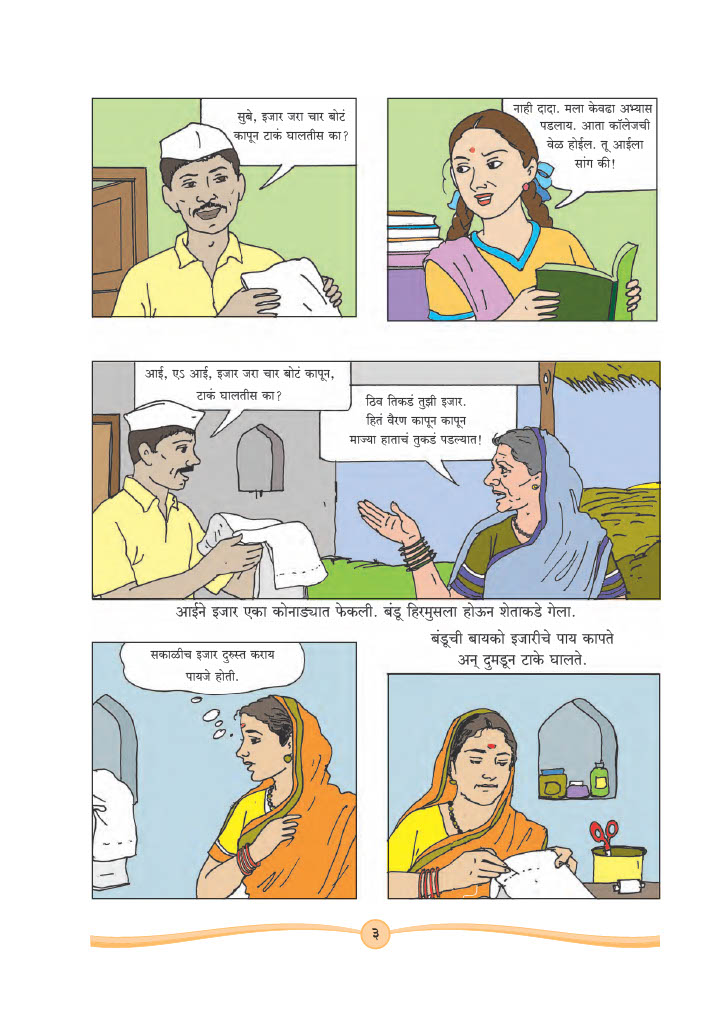 सुबे, इजार जरा चार बोटं
कापून टाकं घालतीस का?
नाही दादा. मला केवढा अभ्यास
पडलाय. आता कॉलेजची
वेळ होईल. तू आईला
सांग की!
आई, एऽ आई, इजार जरा चार बोटं कापून,
टाकं घालतीस का?
ठिव तिकडं तुझी इजार.
हितं वैरण कापून कापून
माज्या हाताचं तुकडं पडल्यात!
आईने इजार एका कोनाड्यात फेकली. बंडू हिरमुसला होऊन शेताकडे गेला.
सकाळीच इजार दुरुस्त कराय
पायजे होती.
बंडूची बायको इजारीचे पाय कापते
अन् दुमडून टाके घालते.
३